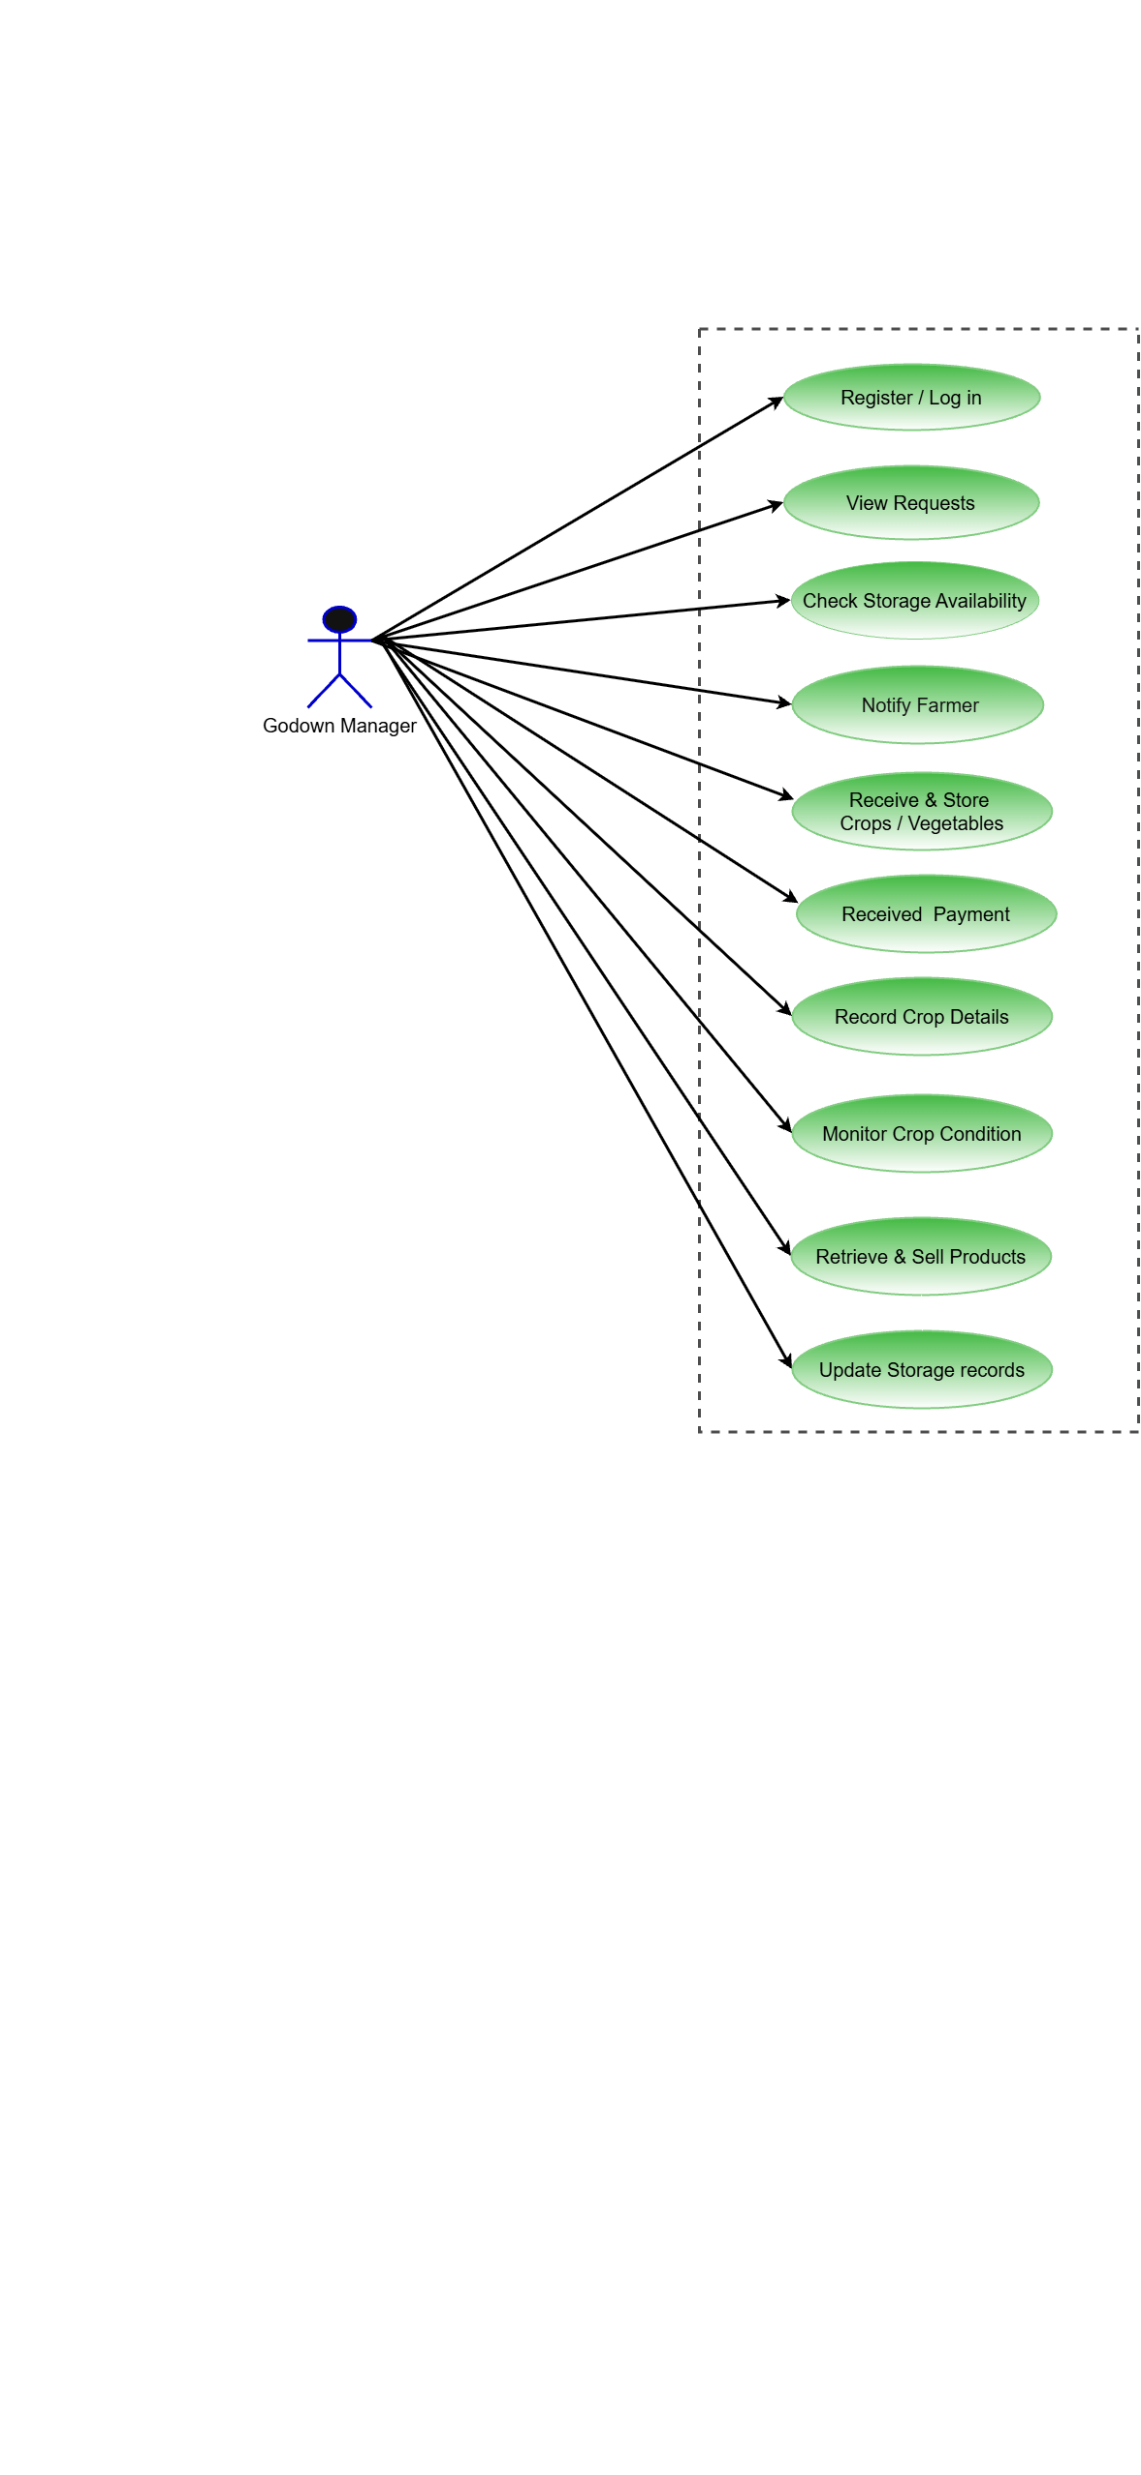 Register / Log in
View Requests
Check Storage Availability
Godown Manager
Notify Farmer
Receive & Store
Crops / Vegetables
Received  Payment
Record Crop Details
Monitor Crop Condition
Retrieve & Sell Products
Update Storage records